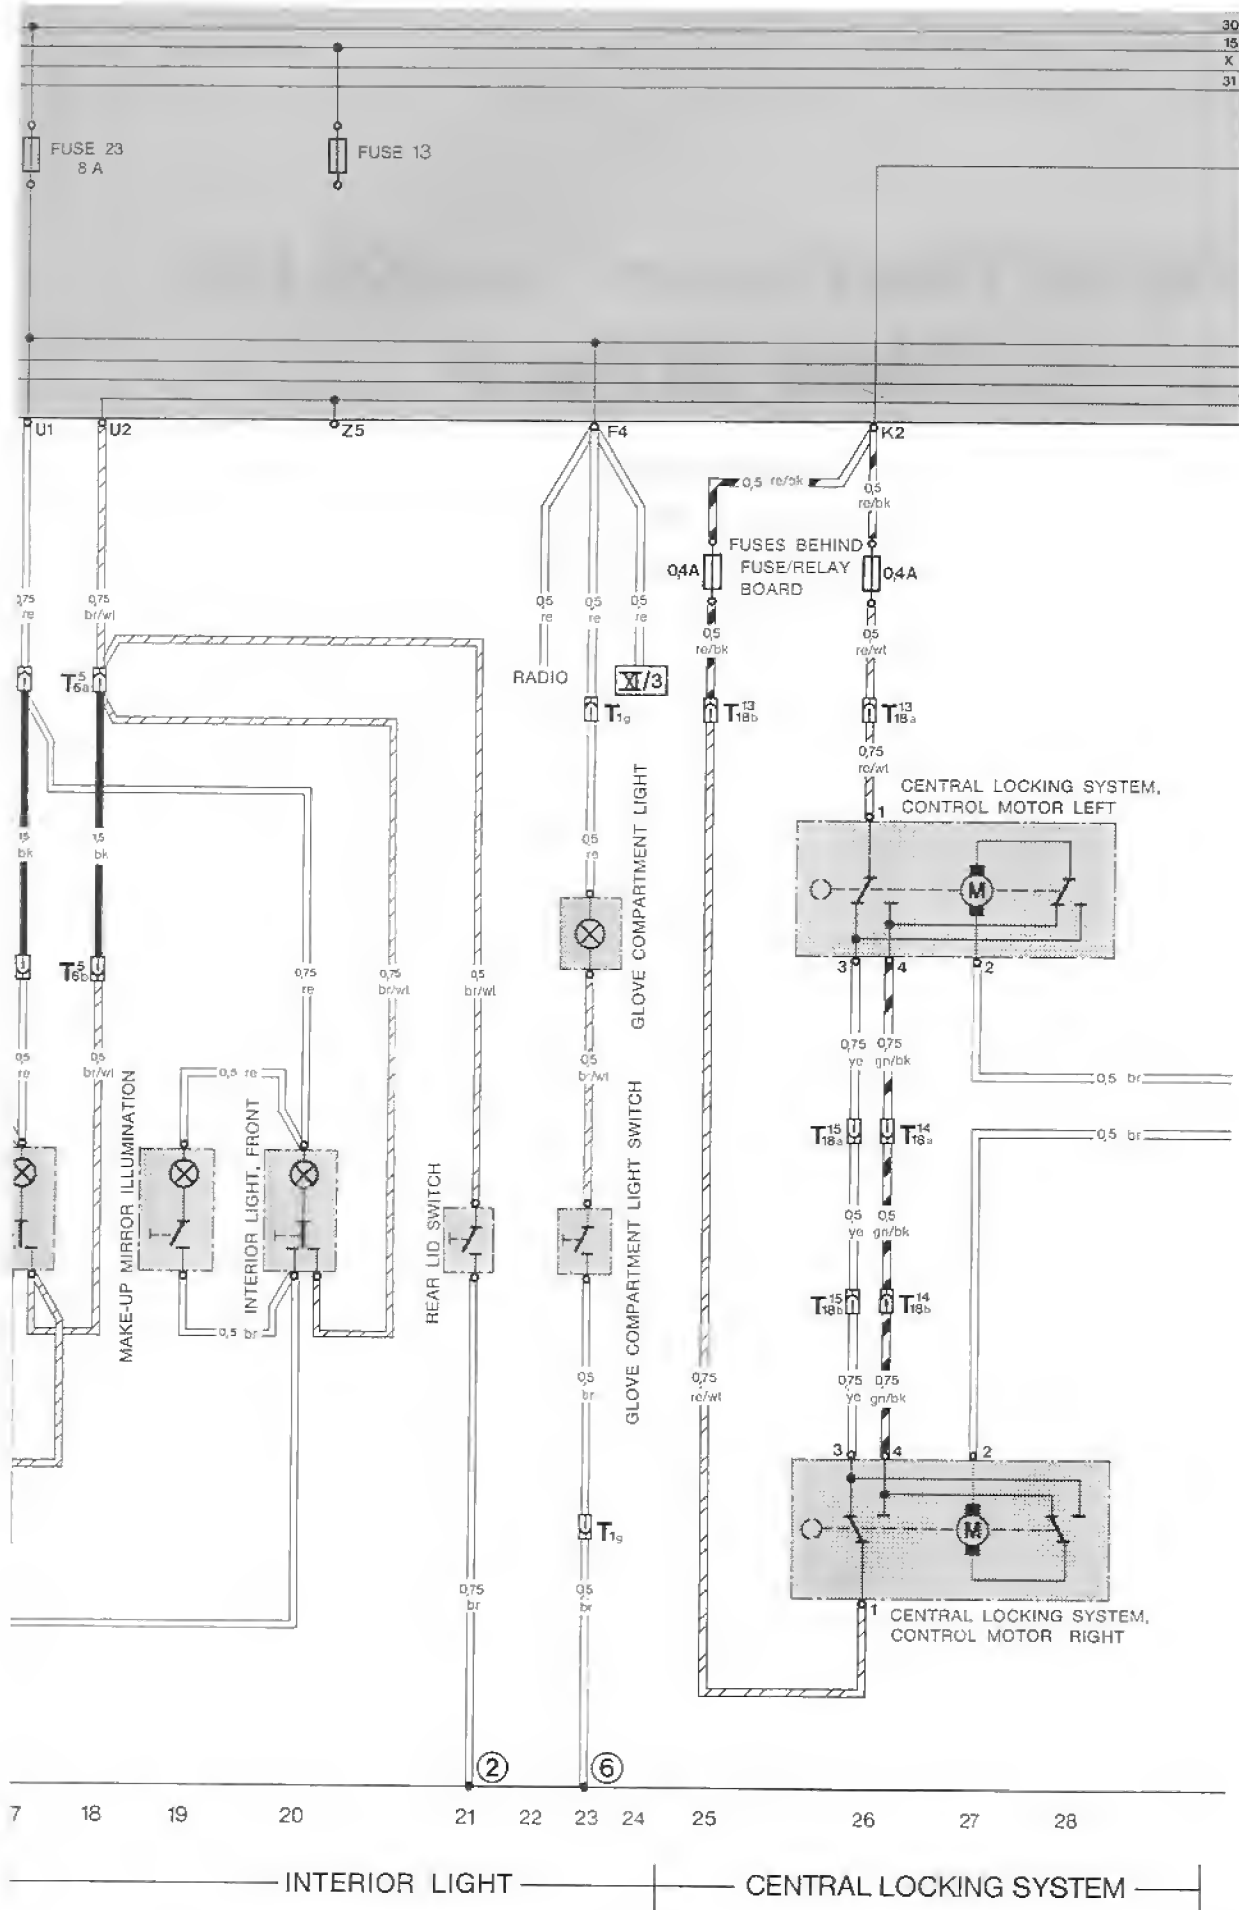 30
15
X
31
FUSE 23
8 A
FUSE 13
U1
U2
Z5
F4
K2
0,5 re/bk
0,5
re/bk
FUSES BEHIND
FUSE/RELAY
BOARD
0,4A
0,4A
0,75
re
0,75
br/wt
0,5
re
0,5
re
0,5
re
0,5
re/bk
0,5
re/wt
RADIO
XI/3
T5
6a
T1g
T13
18b
T13
18a
0,75
re/wt
CENTRAL LOCKING SYSTEM,
CONTROL MOTOR LEFT
1
M
3
4
2
1,5
bk
1,5
bk
0,5
re
GLOVE COMPARTMENT LIGHT
T5
6b
0,75
re
0,75
br/wt
0,5
br/wt
0,5
re
0,5
br/wt
0,5
br/wt
0,75
ye
0,75
gn/bk
0,5 br
0,5 re
0,5 br
T15
18a
T14
18a
MAKE-UP MIRROR ILLUMINATION
INTERIOR LIGHT, FRONT
REAR LID SWITCH
GLOVE COMPARTMENT LIGHT SWITCH
0,5
ye
0,5
gn/bk
T15
18b
T14
18b
0,5 br
0,5
br
0,75
re/wt
0,75
ye
0,75
gn/bk
3
4
2
M
T1g
0,75
br
0,5
br
1
CENTRAL LOCKING SYSTEM,
CONTROL MOTOR RIGHT
2
6
7 18 19 20 21 22 23 24 25 26 27 28
INTERIOR LIGHT
CENTRAL LOCKING SYSTEM